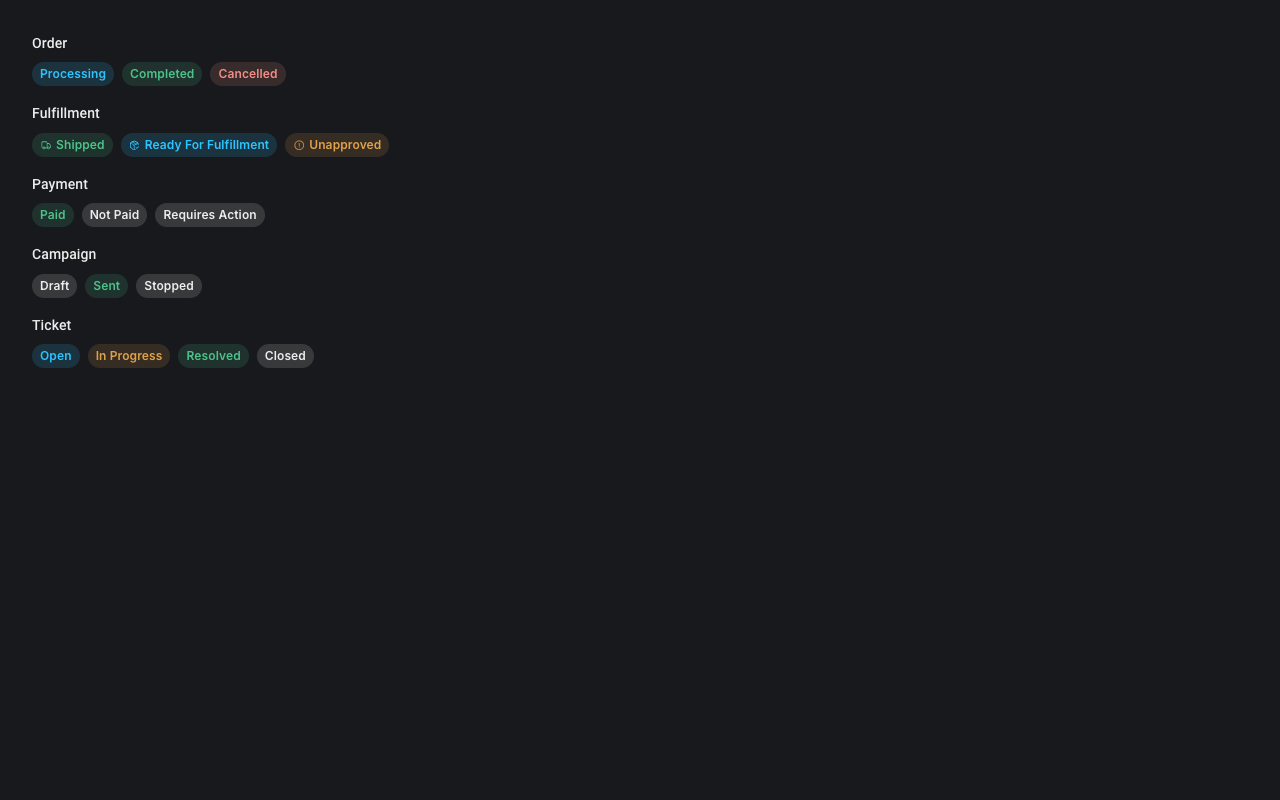 Order
Processing Completed Cancelled
Fulfillment
Shipped Ready For Fulfillment Unapproved
Payment
Paid Not Paid Requires Action
Campaign
Draft Sent Stopped
Ticket
Open In Progress Resolved Closed